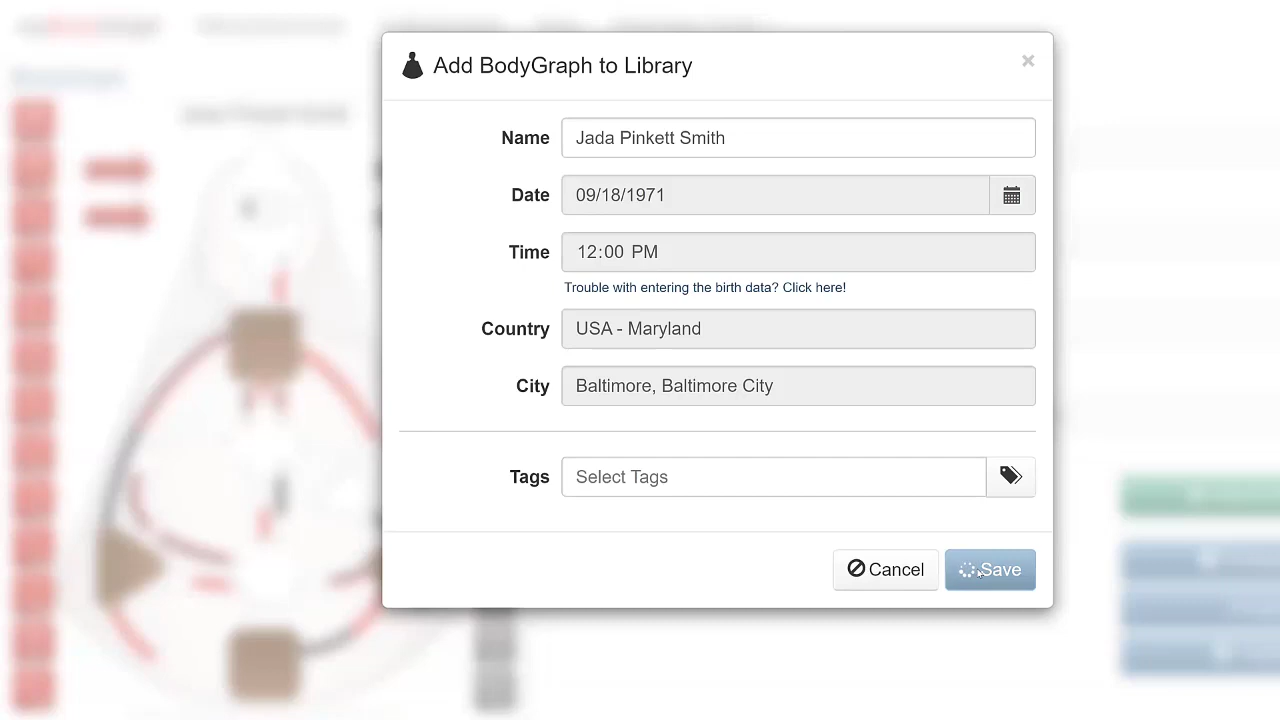 Add BodyGraph to Library
×
Name Jada Pinkett Smith
Date 09/18/1971
Time 12:00 PM
Trouble with entering the birth data? Click here!
Country USA - Maryland
City Baltimore, Baltimore City
Tags Select Tags
Cancel Save